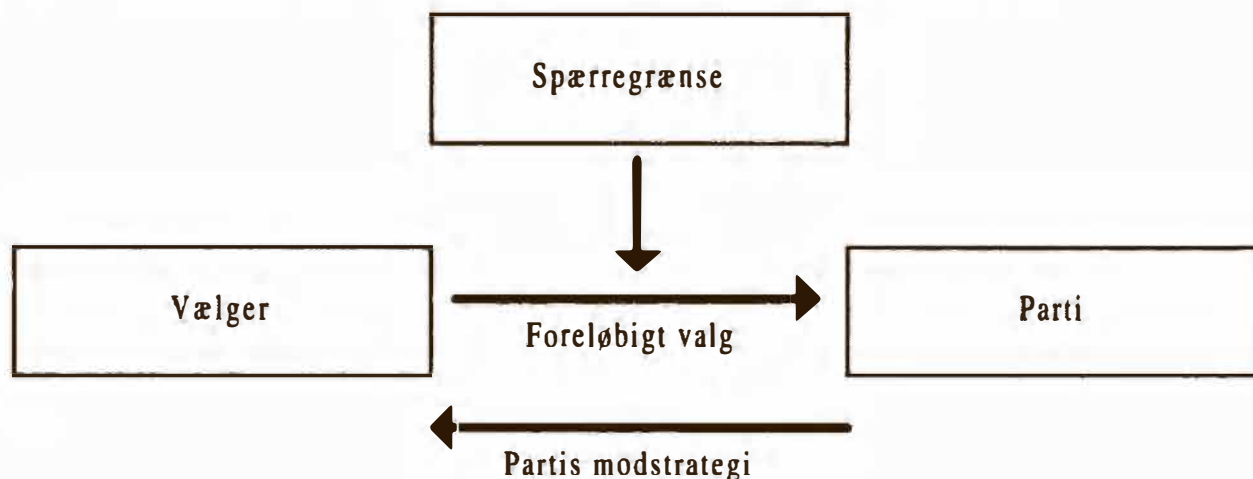 Spærregrænse
Vælger
Foreløbigt valg
Parti
Partis modstrategi